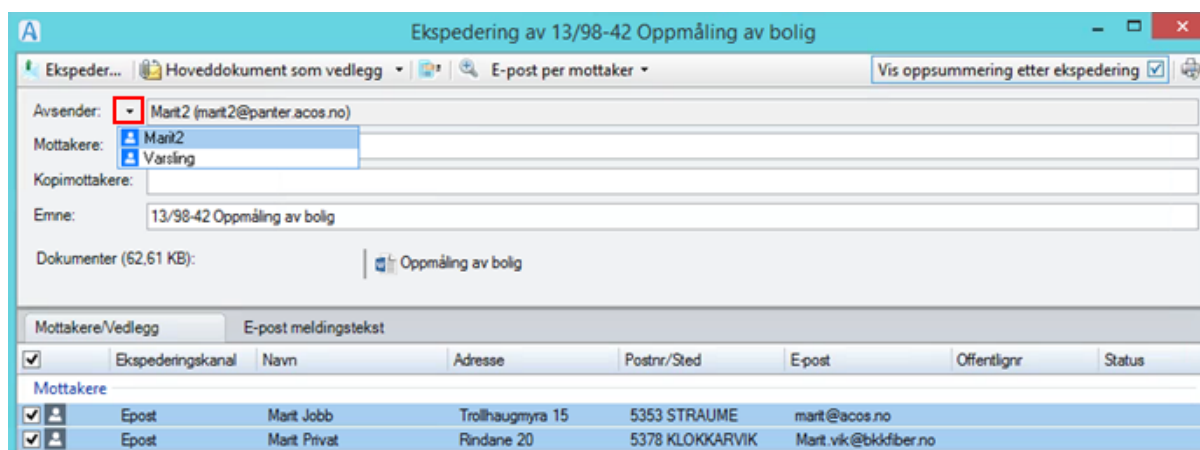 A Ekspedering av 13/98-42 Oppmåling av bolig
Ekspeder... Hoveddokument som vedlegg E-post per mottaker Vis oppsummering etter ekspedering
Avsender: Marit2 (marit2@panter.acos.no)
Marit2
Mottakere:
Varsling
Kopimottakere:
Emne: 13/98-42 Oppmåling av bolig
Dokumenter (62,61 KB): Oppmåling av bolig
Mottakere/Vedlegg E-post meldingstekst
Ekspederingskanal Navn Adresse Postnr/Sted E-post Offentlignr Status
Mottakere
Epost Marit Jobb Trollhaugmyra 15 5353 STRAUME marit@acos.no
Epost Marit Privat Rindane 20 5378 KLOKKARVIK Marit.vik@bkkfiber.no